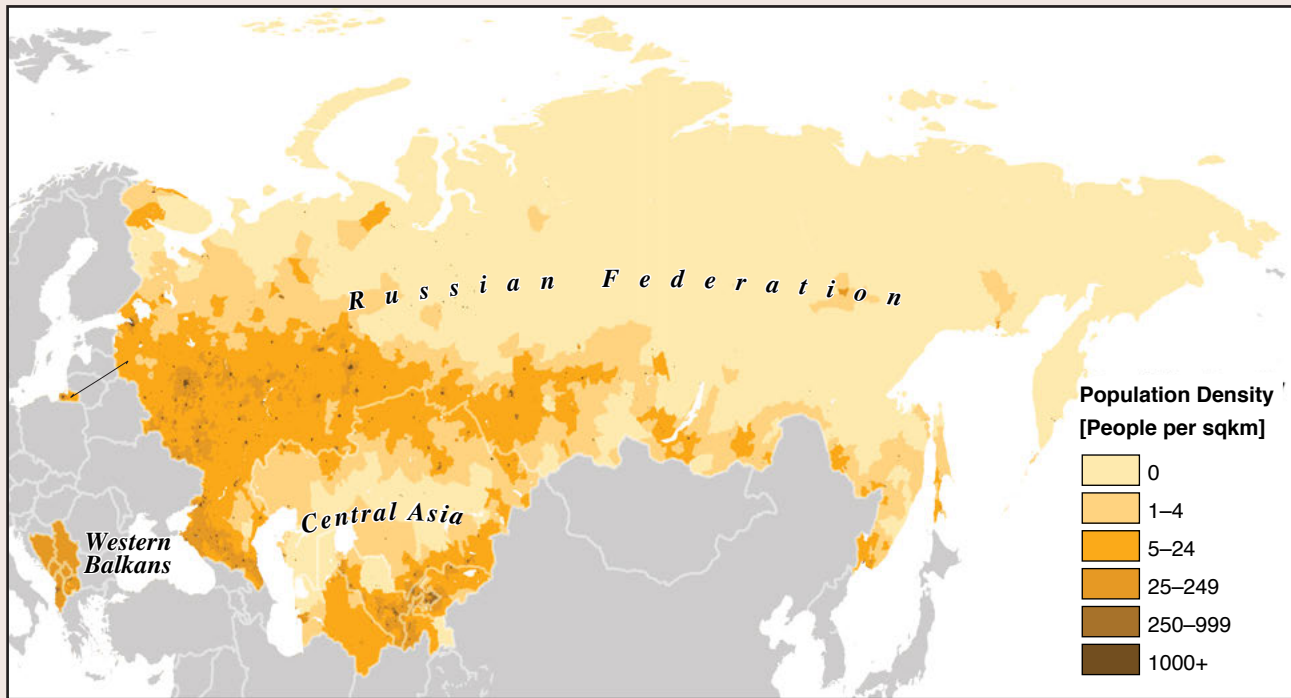 Russian Federation
Central Asia
Western
Balkans
Population Density
[People per sqkm]
0
1–4
5–24
25–249
250–999
1000+